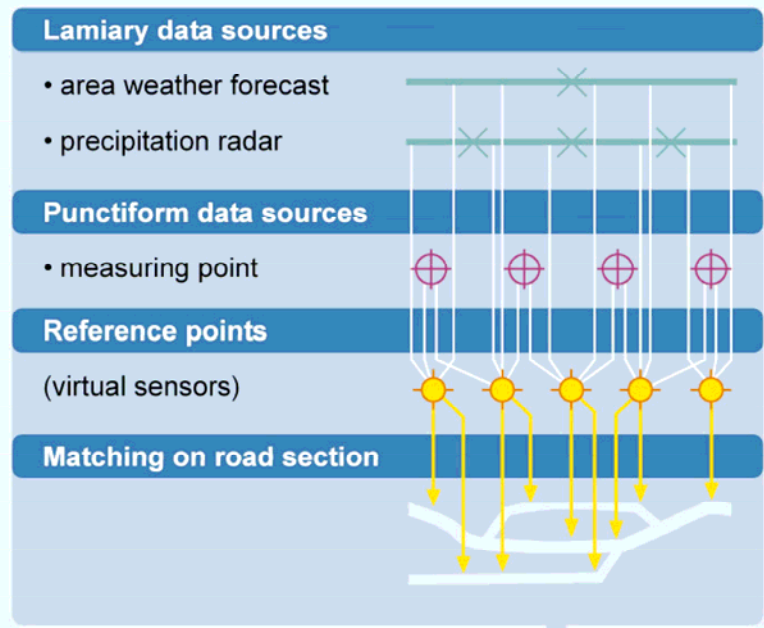 Lamiary data sources
• area weather forecast
• precipitation radar
Punctiform data sources
• measuring point
Reference points
(virtual sensors)
Matching on road section